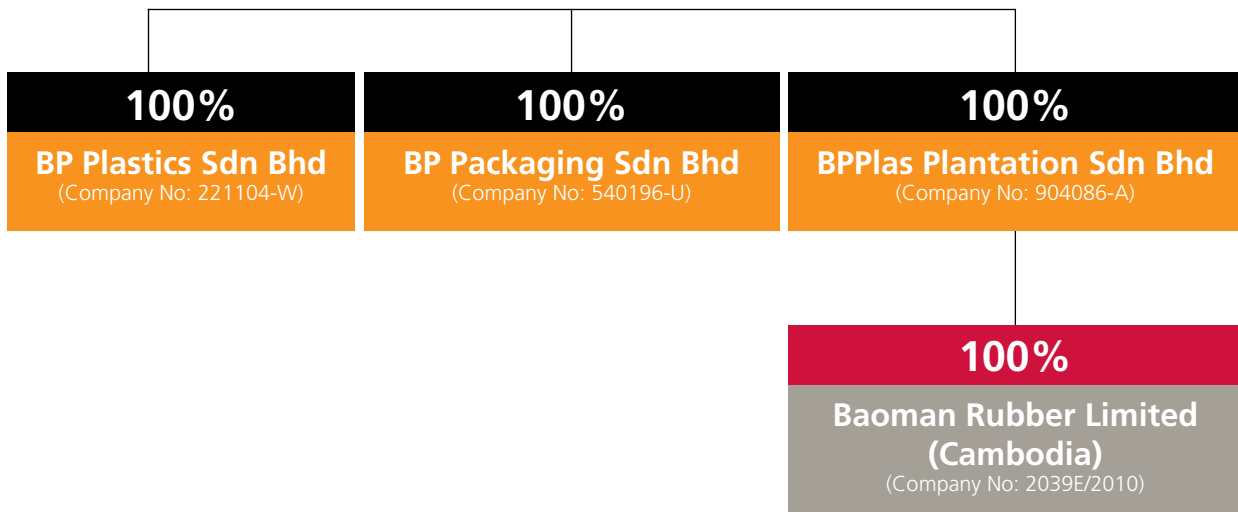 100%
BP Plastics Sdn Bhd
(Company No: 221104-W)
100%
BP Packaging Sdn Bhd
(Company No: 540196-U)
100%
BPPlas Plantation Sdn Bhd
(Company No: 904086-A)
100%
Baoman Rubber Limited
(Cambodia)
(Company No: 2039E/2010)